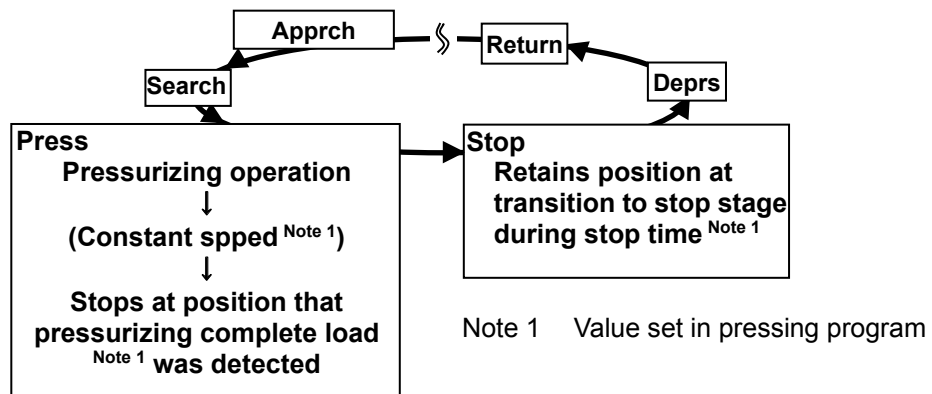 Apprch
Return
Search
Deprs
Press
Pressurizing operation
↓
(Constant spped Note 1)
↓
Stops at position that
pressurizing complete load
Note 1 was detected
Stop
Retains position at
transition to stop stage
during stop time Note 1
Note 1 Value set in pressing program